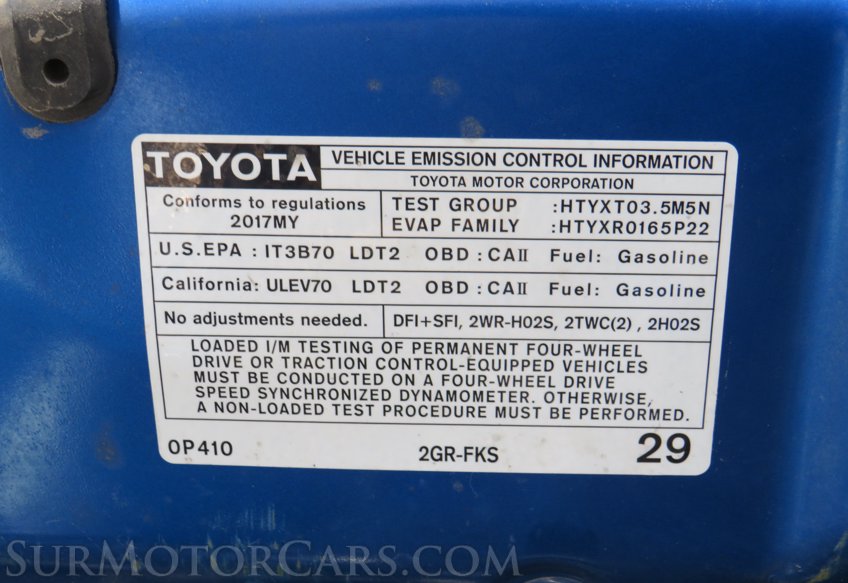 TOYOTA VEHICLE EMISSION CONTROL INFORMATION
TOYOTA MOTOR CORPORATION
Conforms to regulations
2017MY
TEST GROUP :HTYXT03.5M5N
EVAP FAMILY :HTYXR0165P22
U.S.EPA : IT3B70 LDT2 OBD : CAII Fuel: Gasoline
California: ULEV70 LDT2 OBD : CAII Fuel: Gasoline
No adjustments needed. DFI+SFI, 2WR-HO2S, 2TWC(2) , 2HO2S
LOADED I/M TESTING OF PERMANENT FOUR-WHEEL
DRIVE OR TRACTION CONTROL-EQUIPPED VEHICLES
MUST BE CONDUCTED ON A FOUR-WHEEL DRIVE
SPEED SYNCHRONIZED DYNAMOMETER. OTHERWISE,
A NON-LOADED TEST PROCEDURE MUST BE PERFORMED.
0P410 2GR-FKS 29
SURMOTORCARS.COM